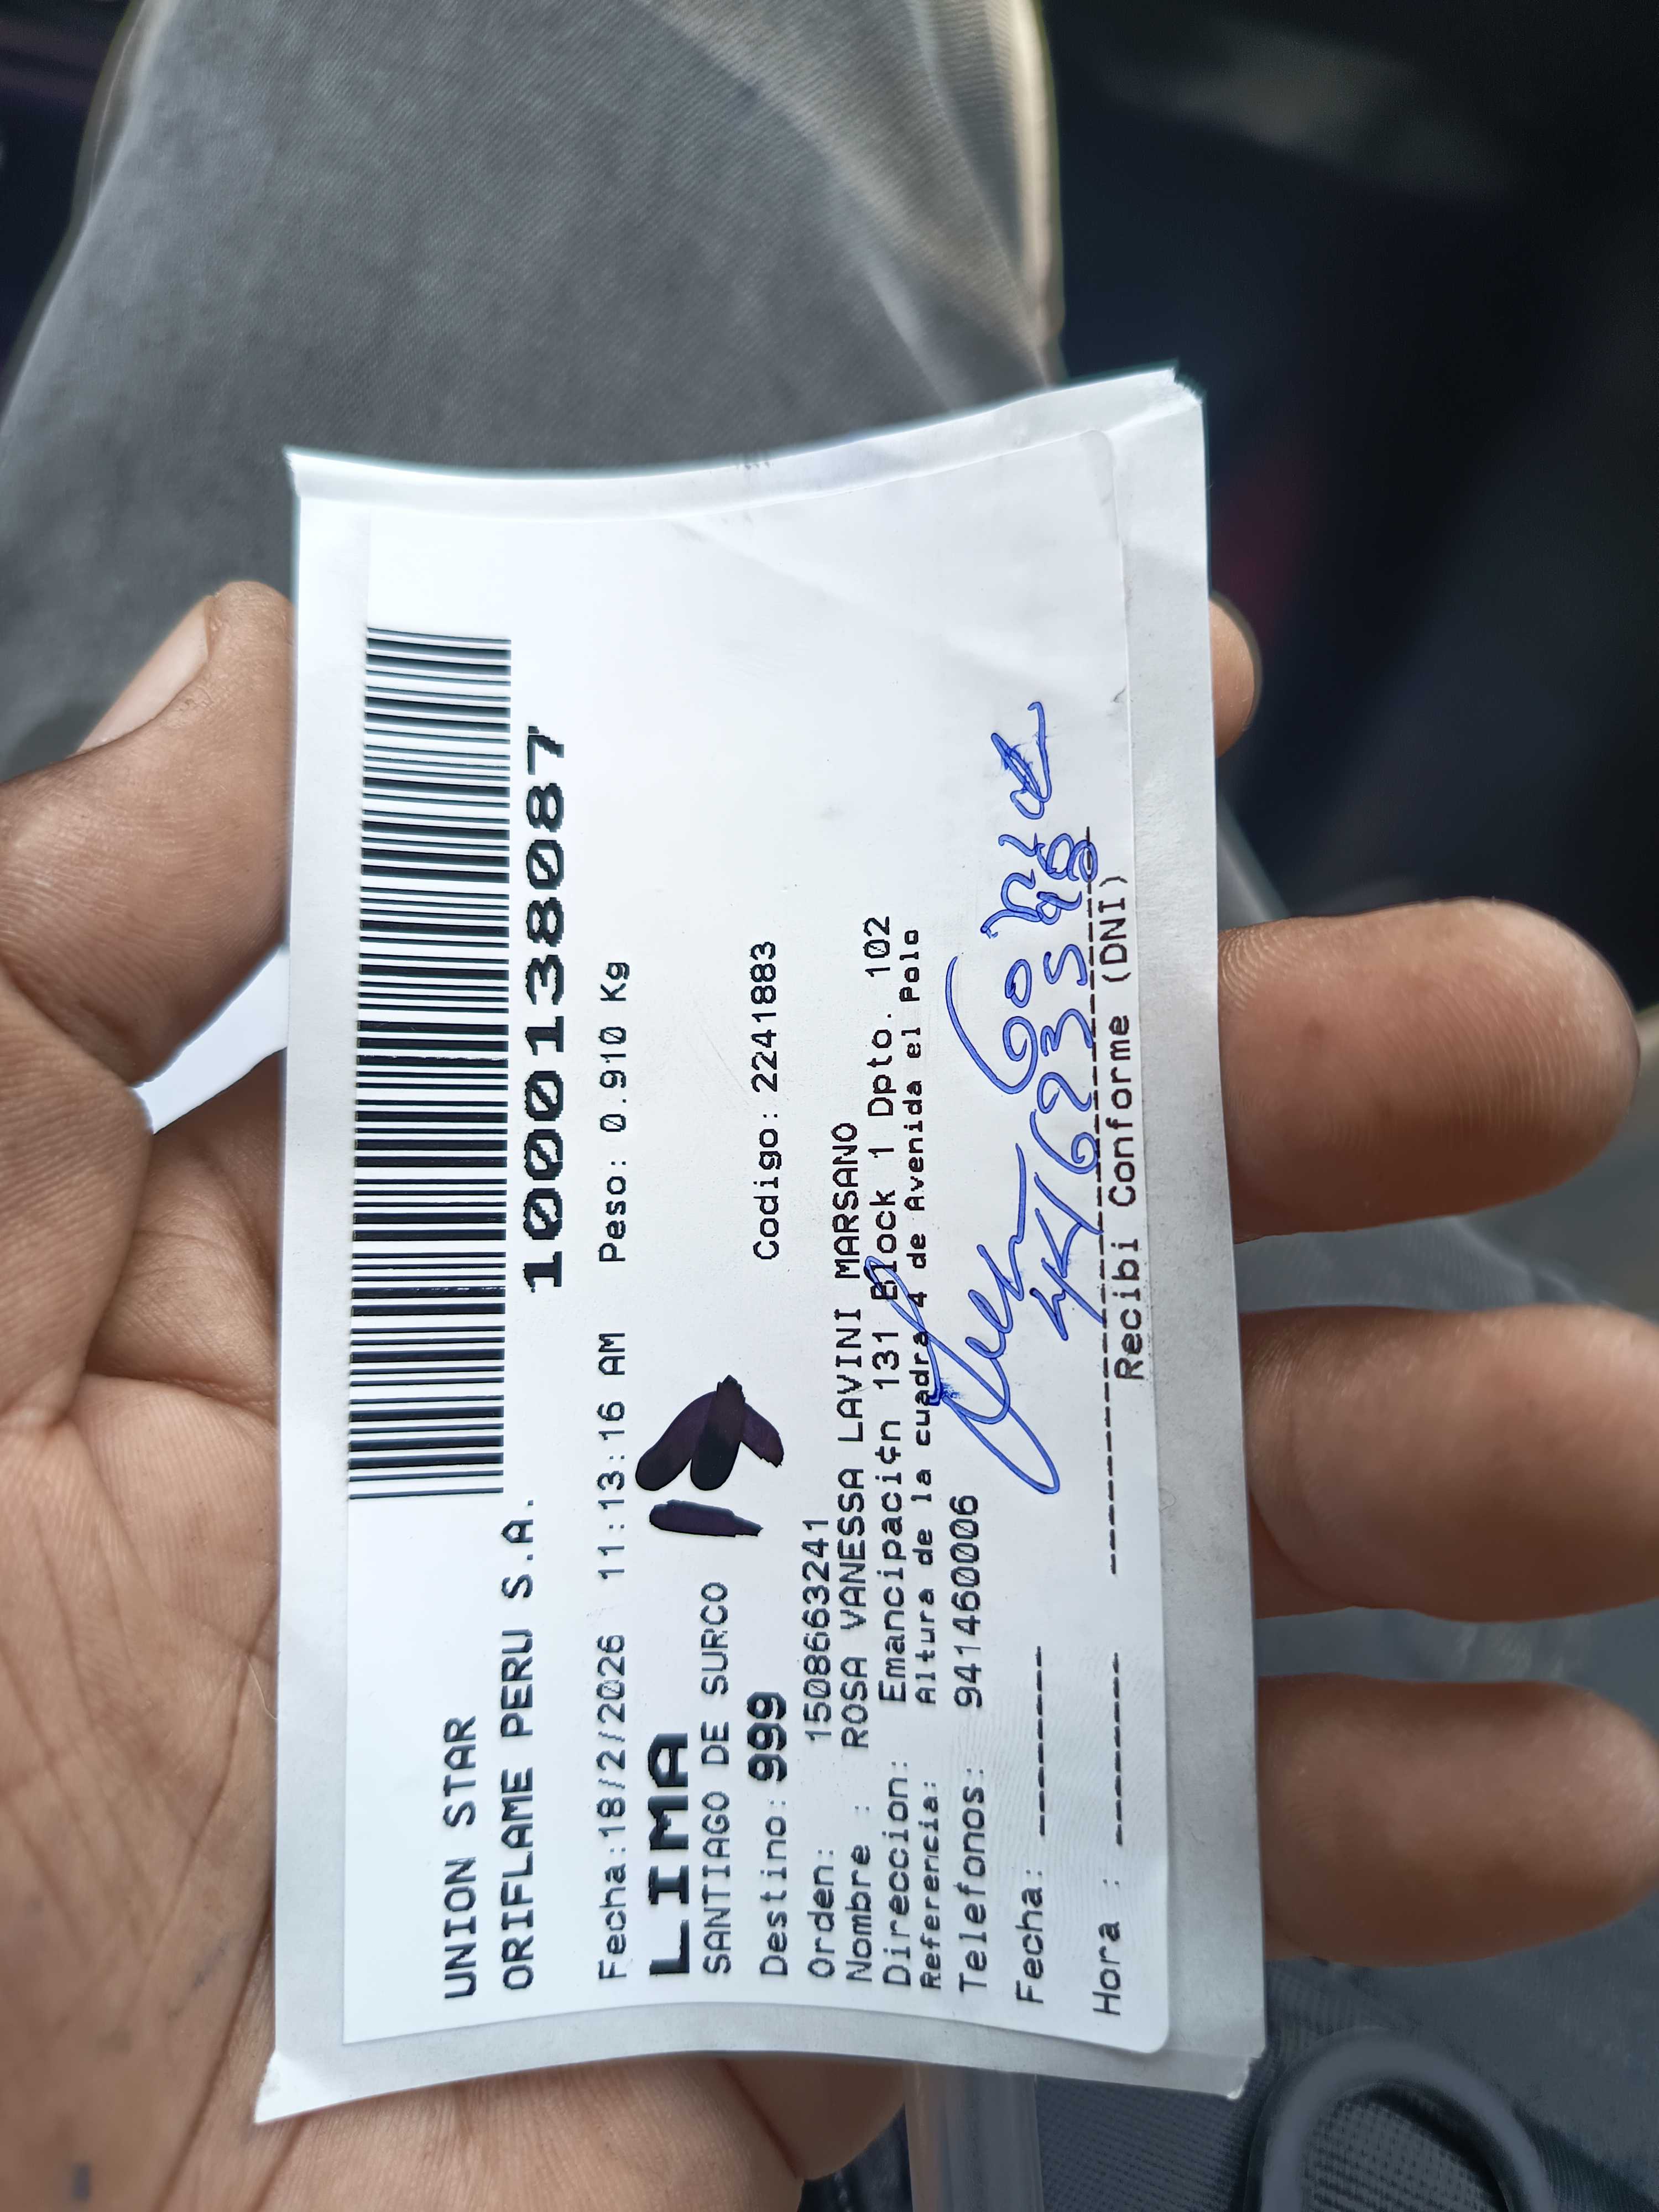 1000138087
UNION STAR
ORIFLAME PERU S.A.
Fecha:18/2/2026 11:13:16 AM Peso: 0.910 Kg
LIMA
SANTIAGO DE SURCO
Destino: 999 Codigo: 2241883
Orden: 1508663241
Nombre : ROSA VANESSA LAVINI MARSANO
Direccion: Emancipaci¢n 131 Block 1 Dpto. 102
Referencia: Altura de la cuadra 4 de Avenida el Polo
Telefonos: 941460006
Fecha:
Hora :
Recibi Conforme (DNI)